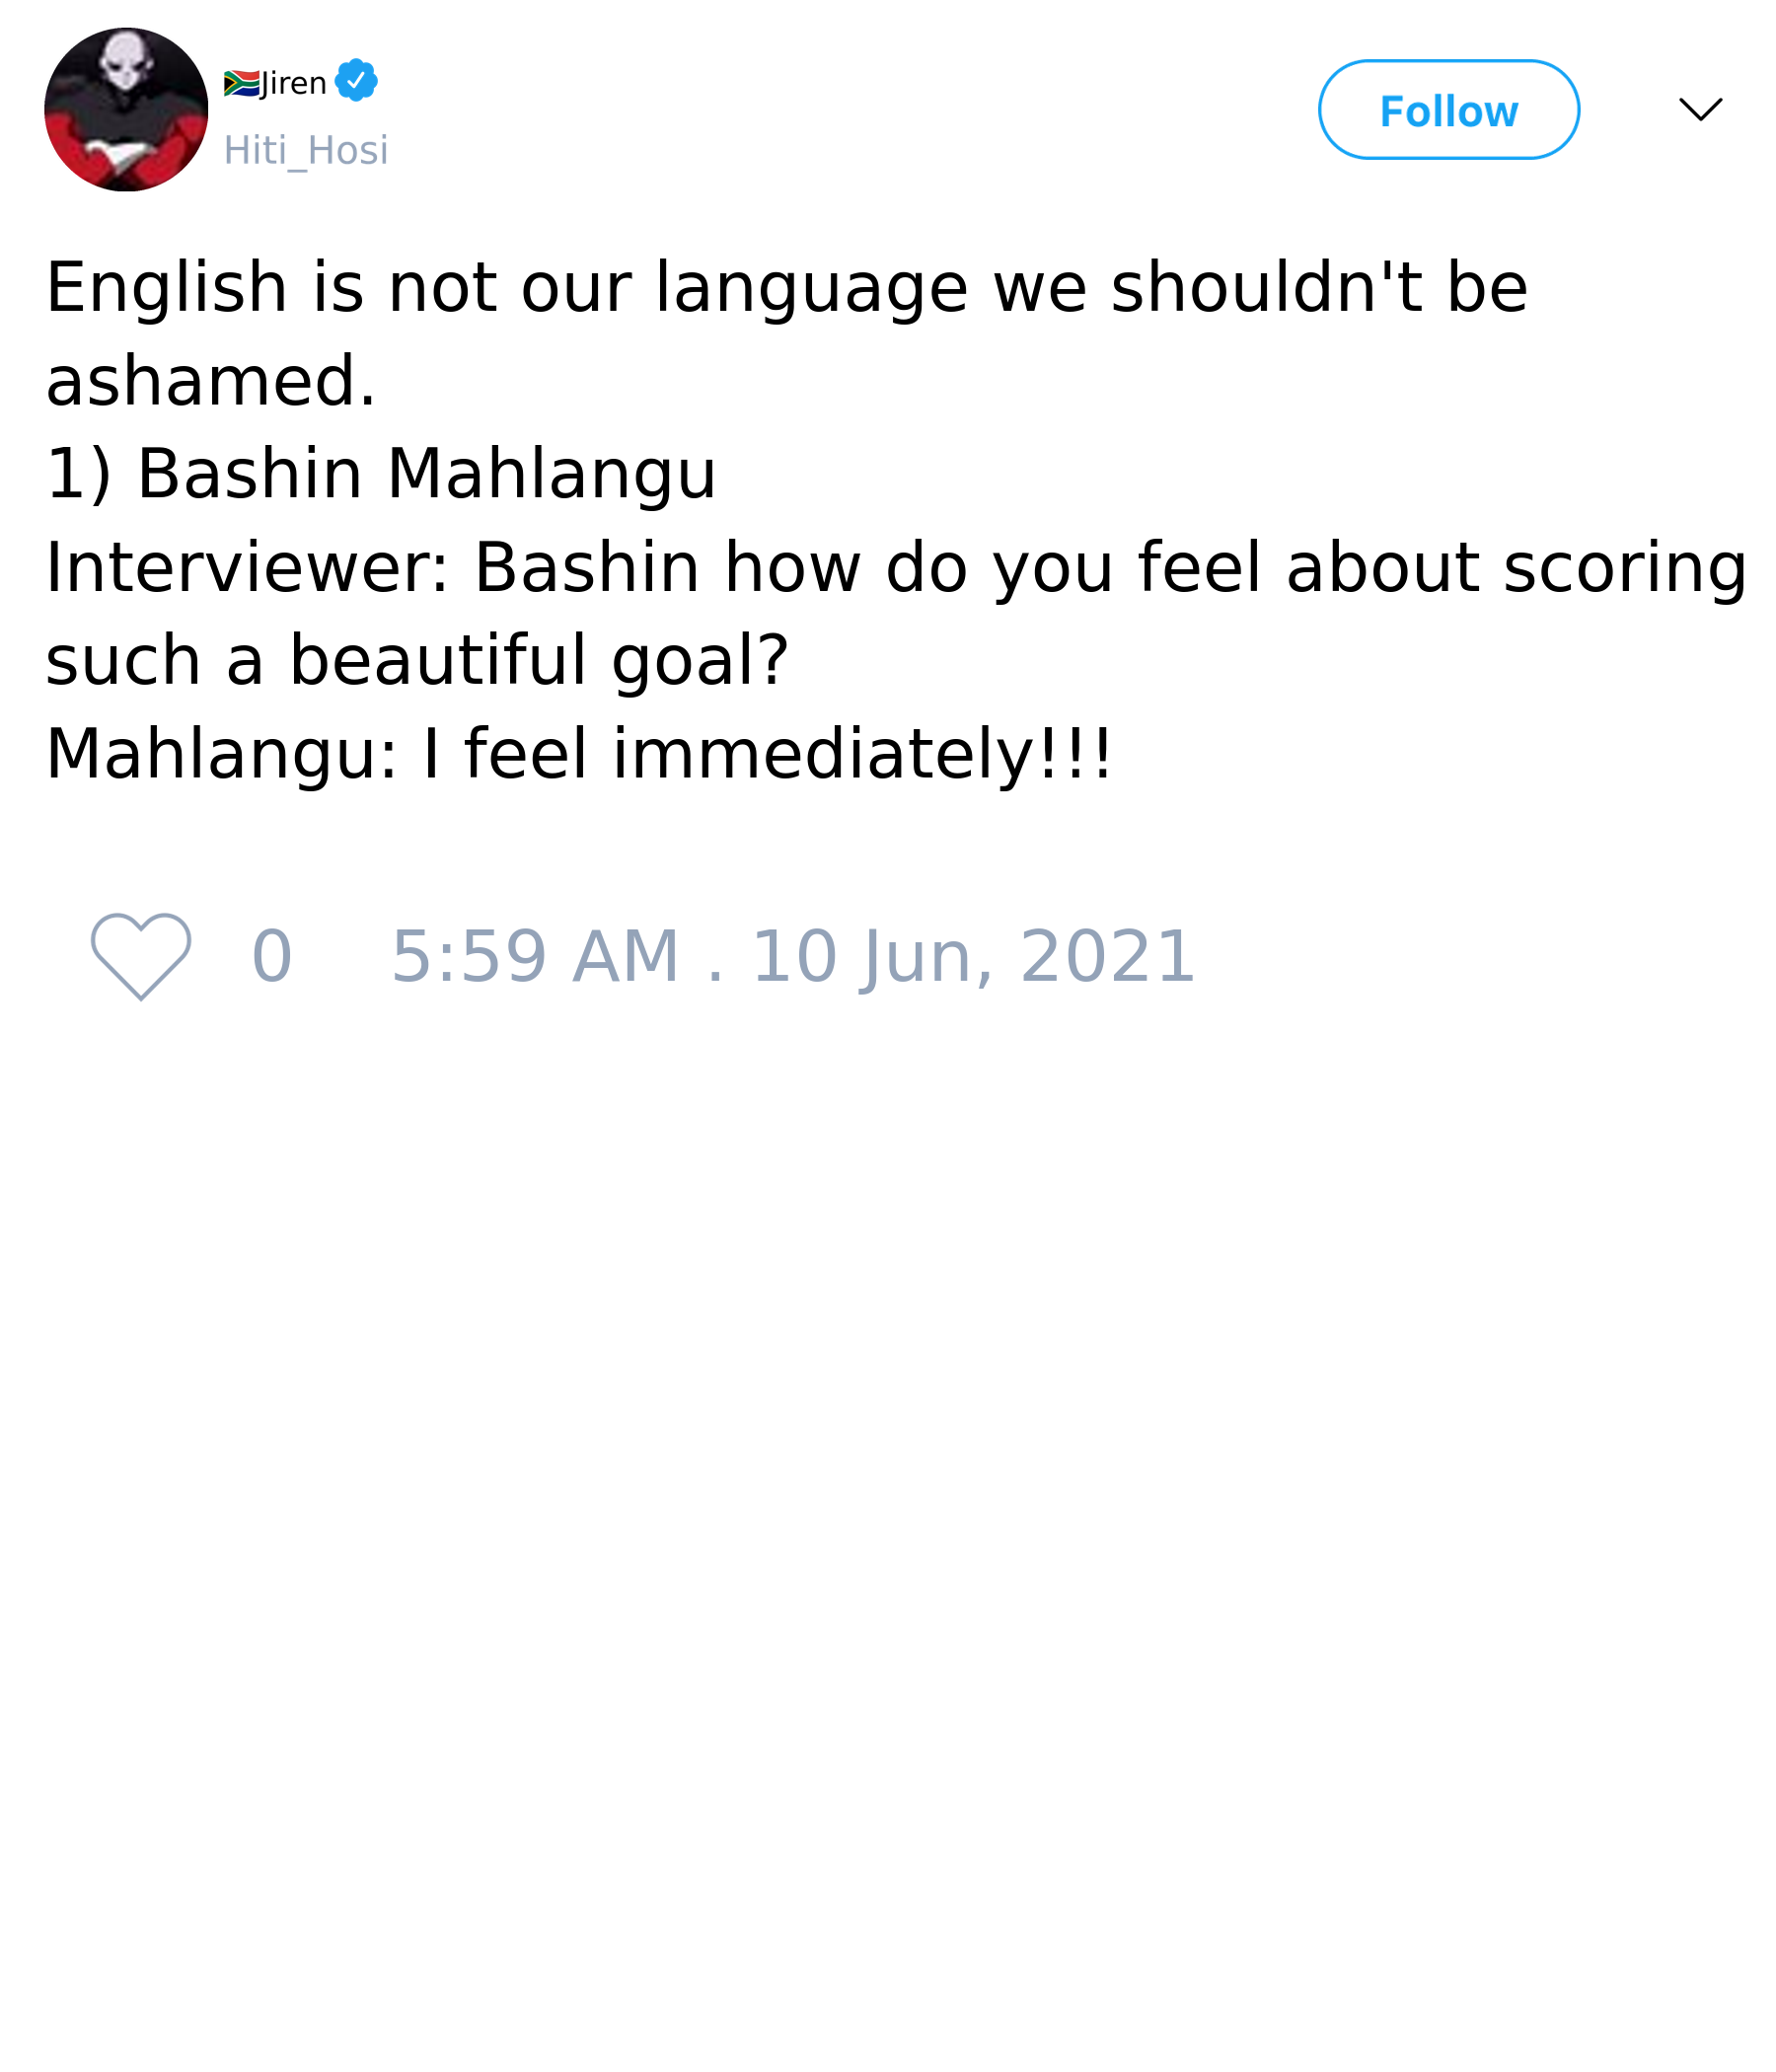 🇿🇦Jiren
Hiti_Hosi
Follow
English is not our language we shouldn't be
ashamed.
1) Bashin Mahlangu
Interviewer: Bashin how do you feel about scoring
such a beautiful goal?
Mahlangu: I feel immediately!!!
0 5:59 AM . 10 Jun, 2021